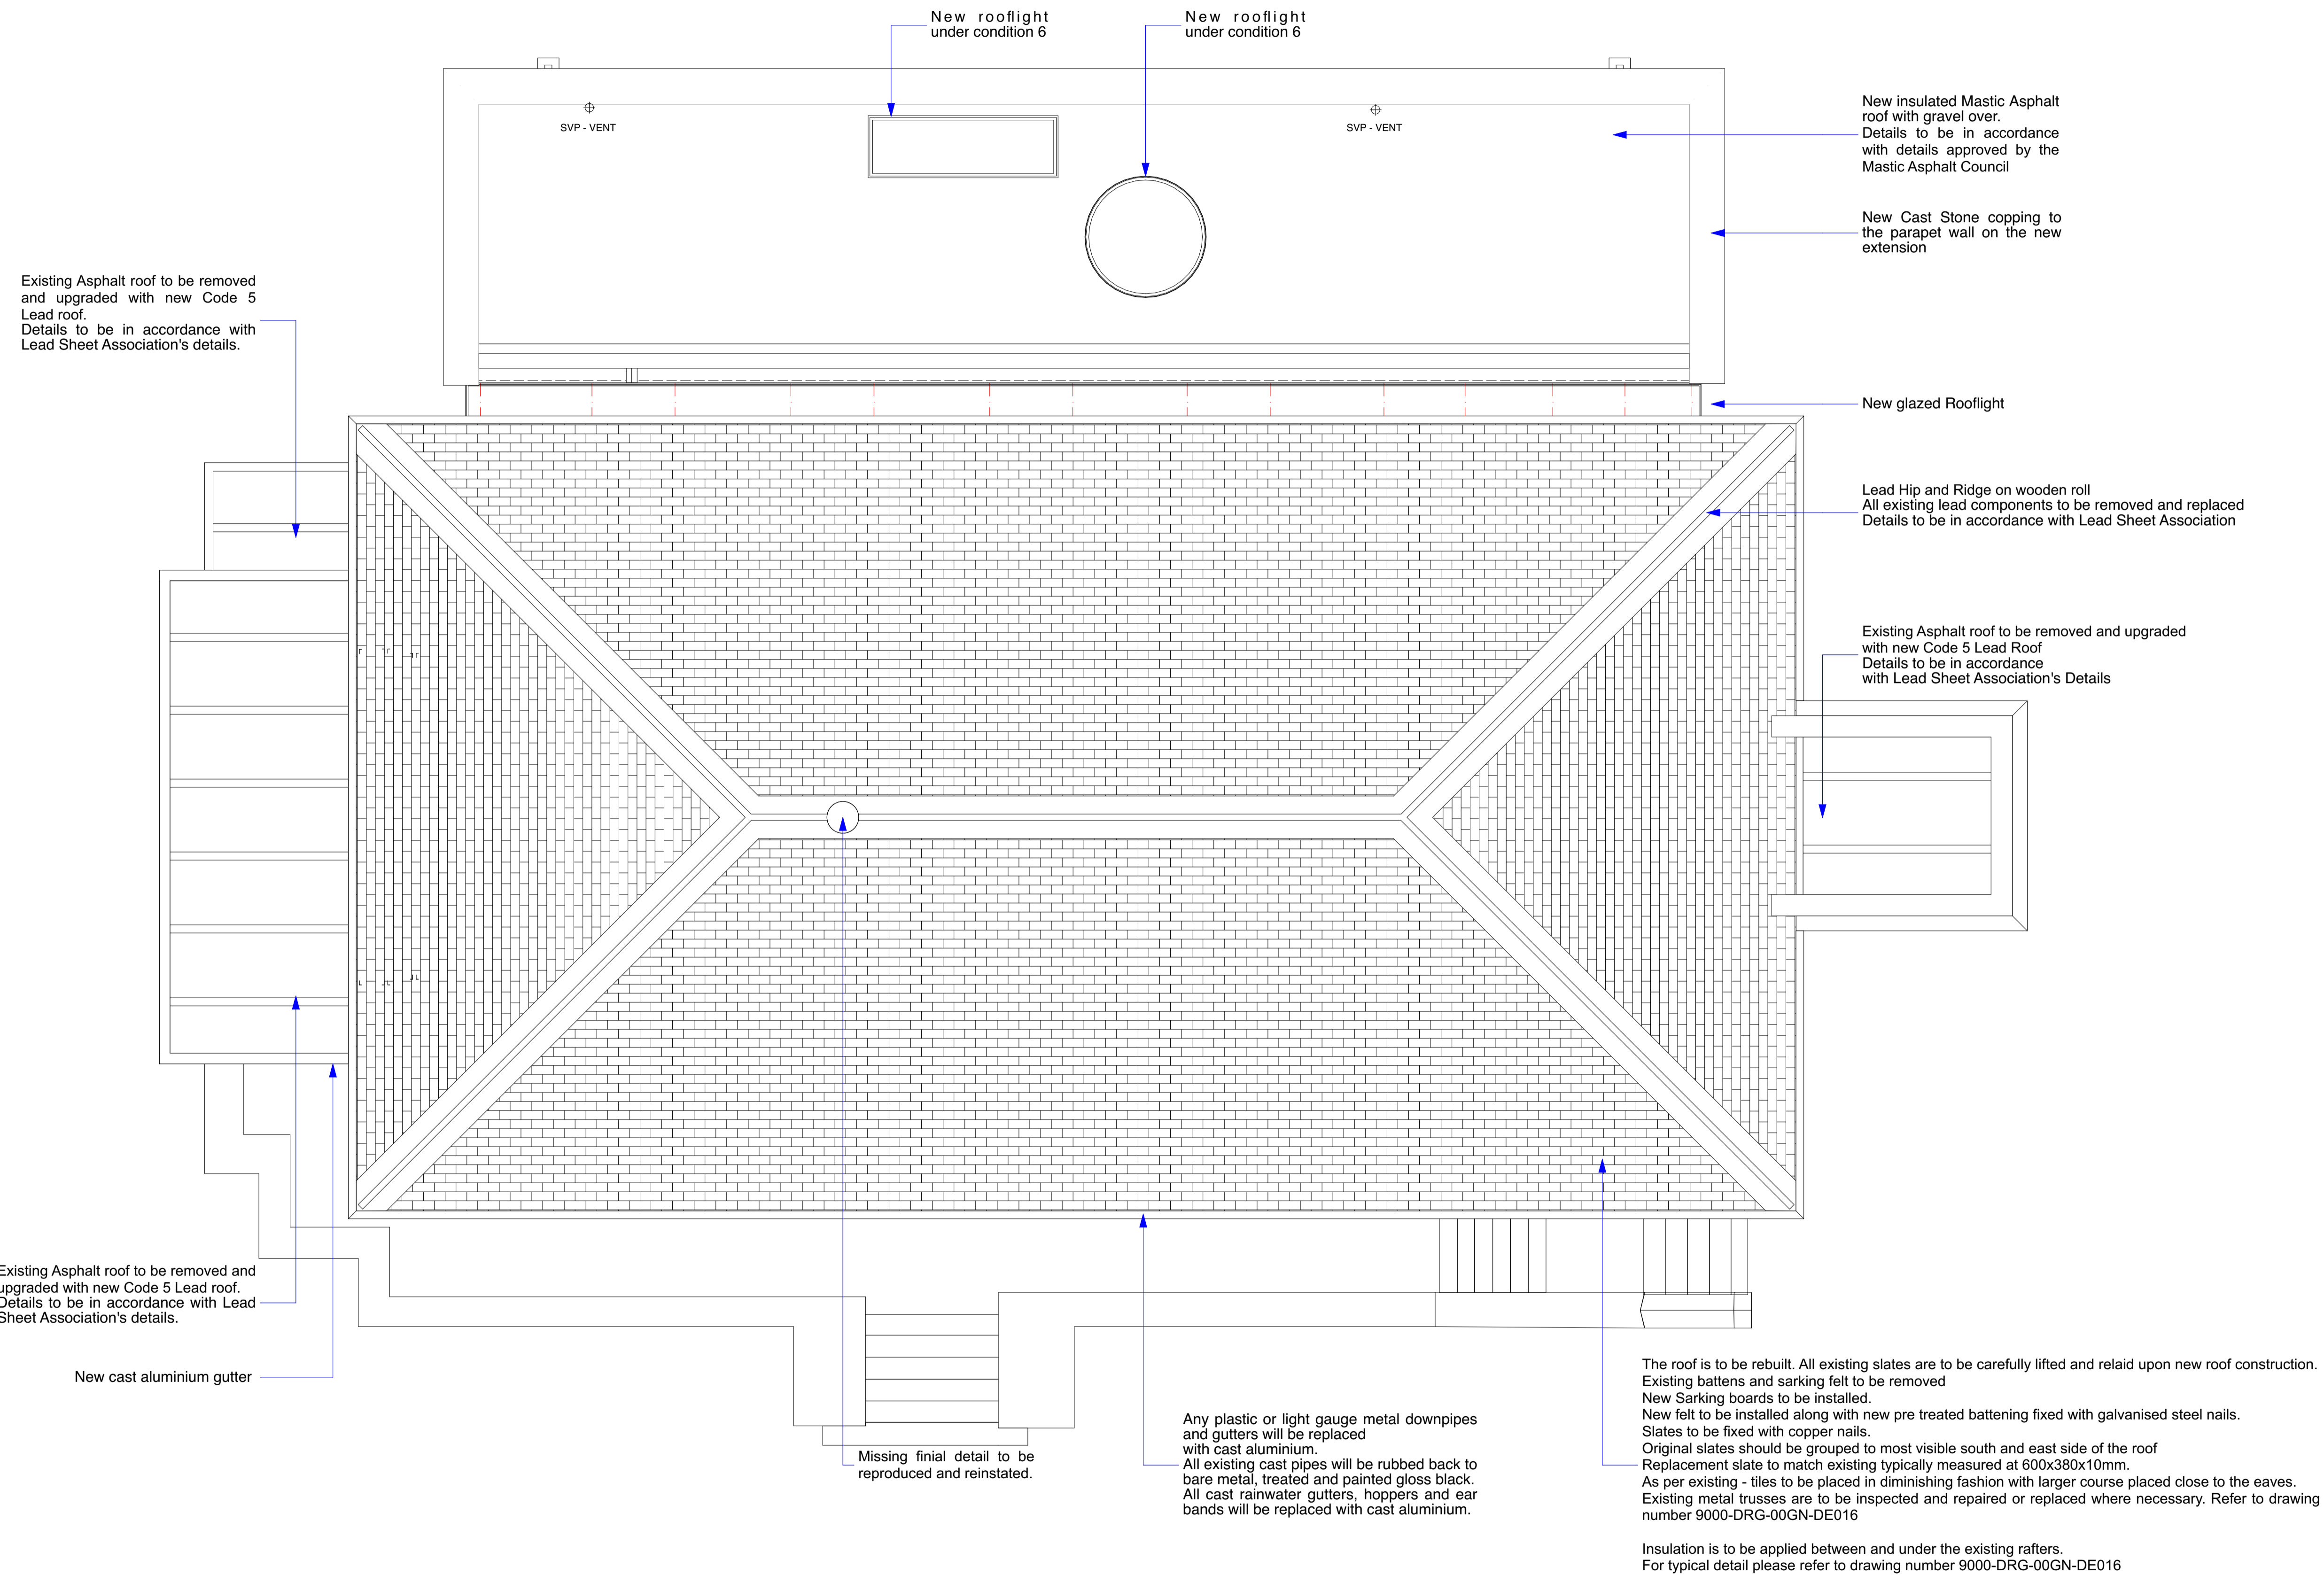 New rooflight
under condition 6
New rooflight
under condition 6
SVP - VENT
SVP - VENT
New insulated Mastic Asphalt
roof with gravel over.
Details to be in accordance
with details approved by the
Mastic Asphalt Council
New Cast Stone copping to
the parapet wall on the new
extension
Existing Asphalt roof to be removed
and upgraded with new Code 5
Lead roof.
Details to be in accordance with
Lead Sheet Association's details.
New glazed Rooflight
Lead Hip and Ridge on wooden roll
All existing lead components to be removed and replaced
Details to be in accordance with Lead Sheet Association
Existing Asphalt roof to be removed and upgraded
with new Code 5 Lead Roof
Details to be in accordance
with Lead Sheet Association's Details
Existing Asphalt roof to be removed and
upgraded with new Code 5 Lead roof.
Details to be in accordance with Lead
Sheet Association's details.
New cast aluminium gutter
Missing finial detail to be
reproduced and reinstated.
Any plastic or light gauge metal downpipes
and gutters will be replaced
with cast aluminium.
All existing cast pipes will be rubbed back to
bare metal, treated and painted gloss black.
All cast rainwater gutters, hoppers and ear
bands will be replaced with cast aluminium.
The roof is to be rebuilt. All existing slates are to be carefully lifted and relaid upon new roof construction.
Existing battens and sarking felt to be removed
New Sarking boards to be installed.
New felt to be installed along with new pre treated battening fixed with galvanised steel nails.
Slates to be fixed with copper nails.
Original slates should be grouped to most visible south and east side of the roof
Replacement slate to match existing typically measured at 600x380x10mm.
As per existing - tiles to be placed in diminishing fashion with larger course placed close to the eaves.
Existing metal trusses are to be inspected and repaired or replaced where necessary. Refer to drawing
number 9000-DRG-00GN-DE016
Insulation is to be applied between and under the existing rafters.
For typical detail please refer to drawing number 9000-DRG-00GN-DE016